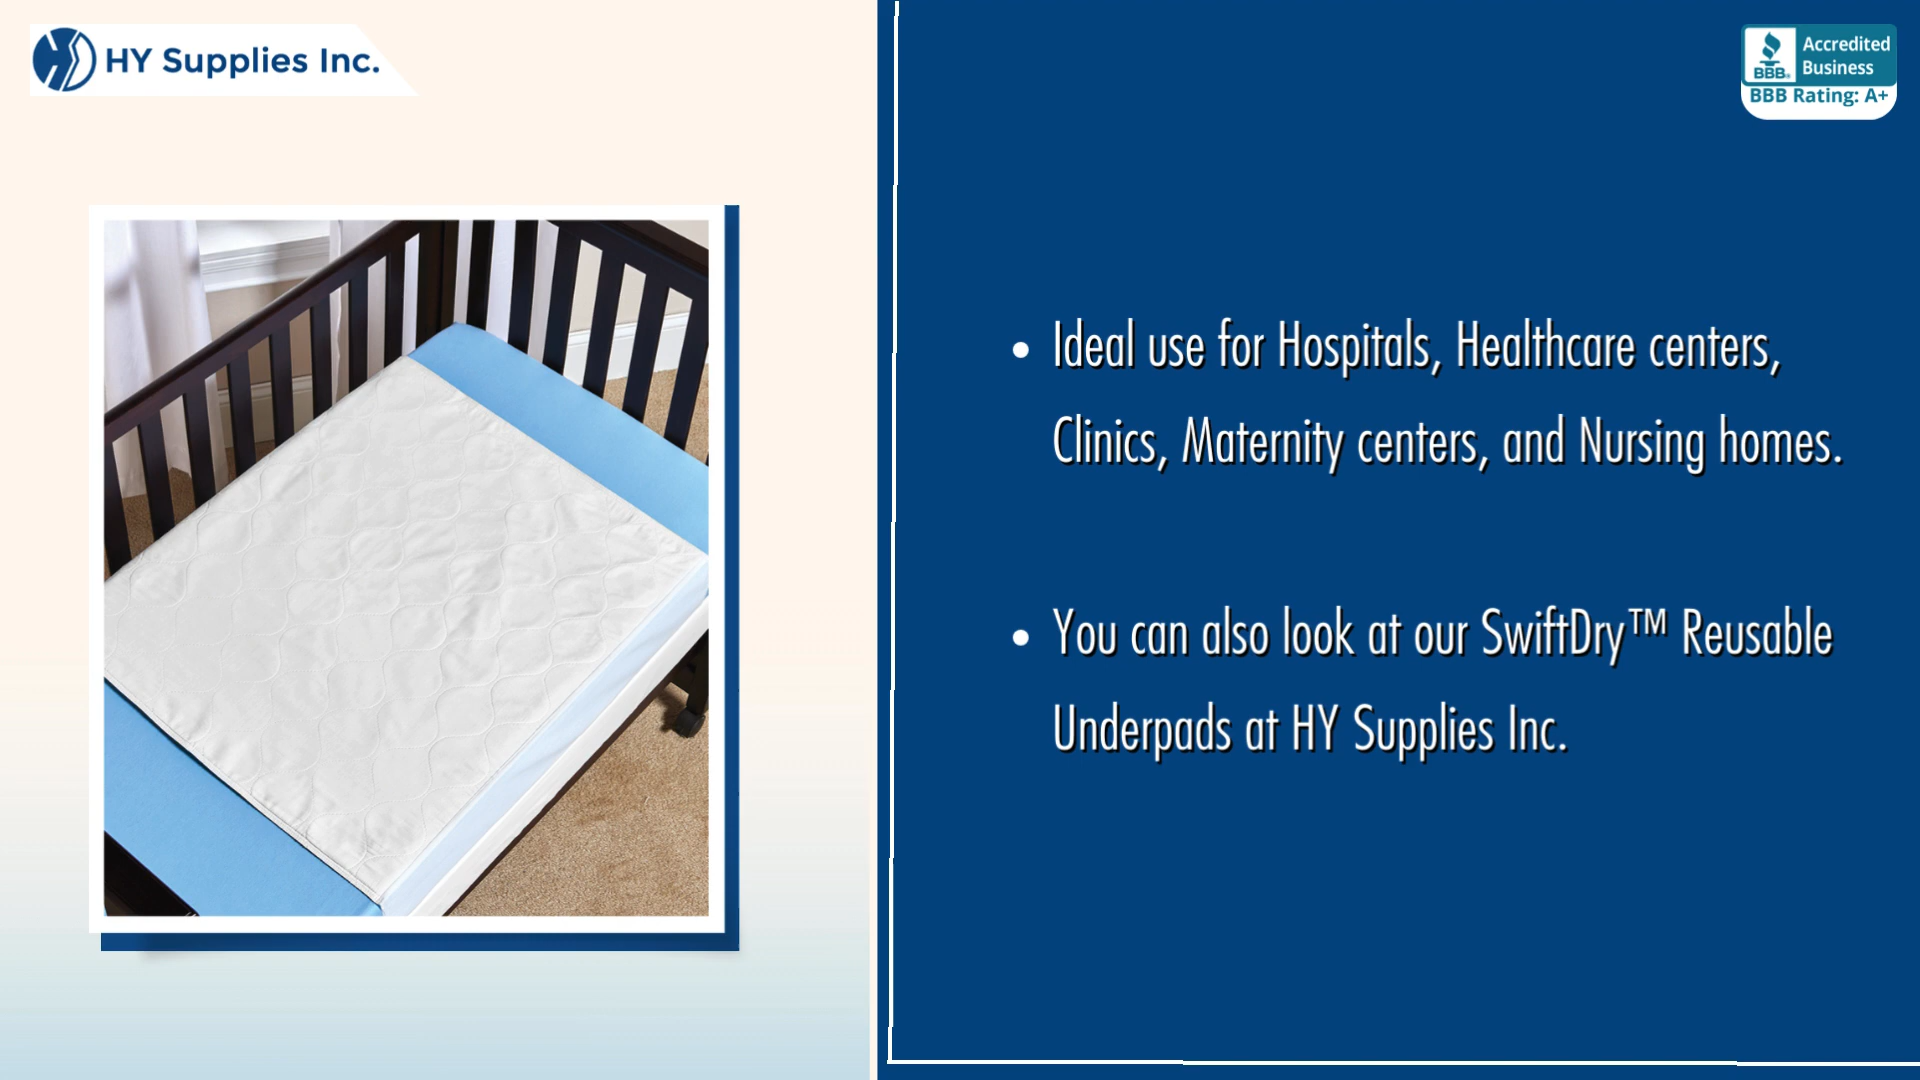 HY Supplies Inc.
BBB.
Accredited
Business
BBB Rating: A+
• Ideal use for Hospitals, Healthcare centers,
Clinics, Maternity centers, and Nursing homes.
• You can also look at our SwiftDry™ Reusable
Underpads at HY Supplies Inc.